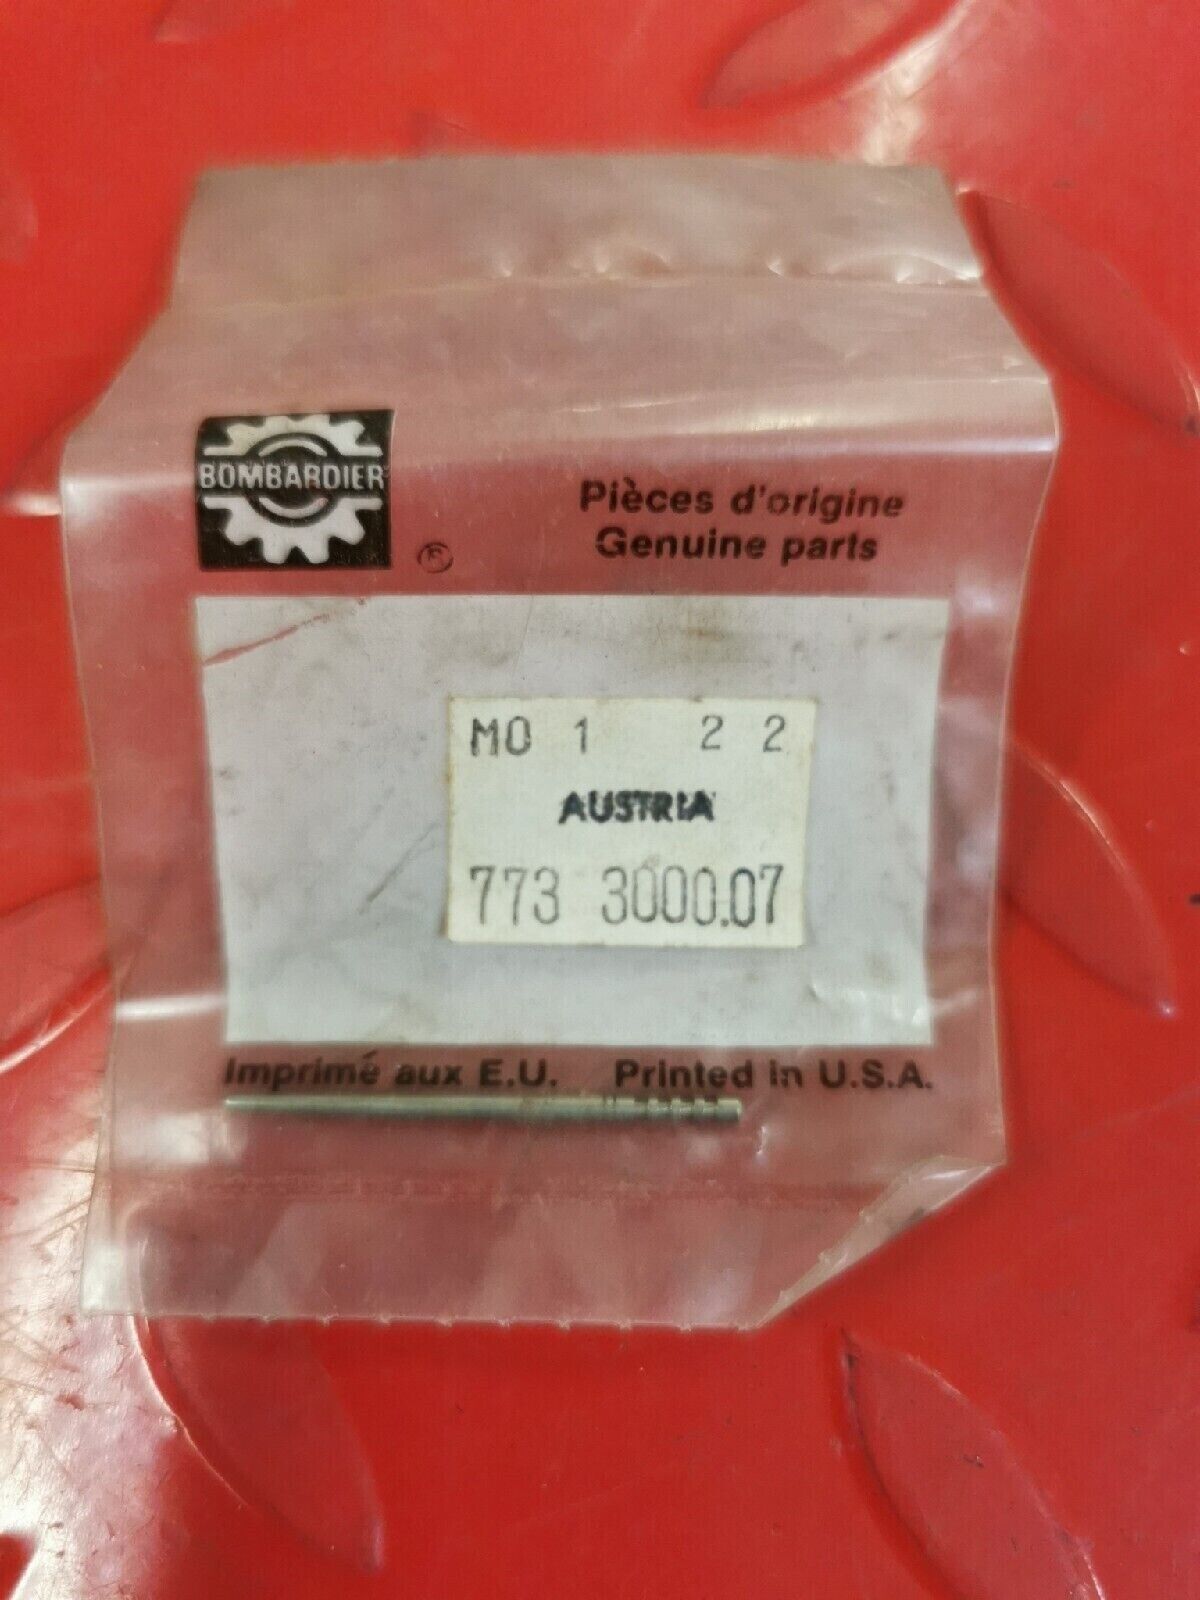 BOMBARDIER
®
Pièces d'origine
Genuine parts
MO 1 2 2
AUSTRIA
773 3000.07
Imprimé aux E.U. Printed in U.S.A.